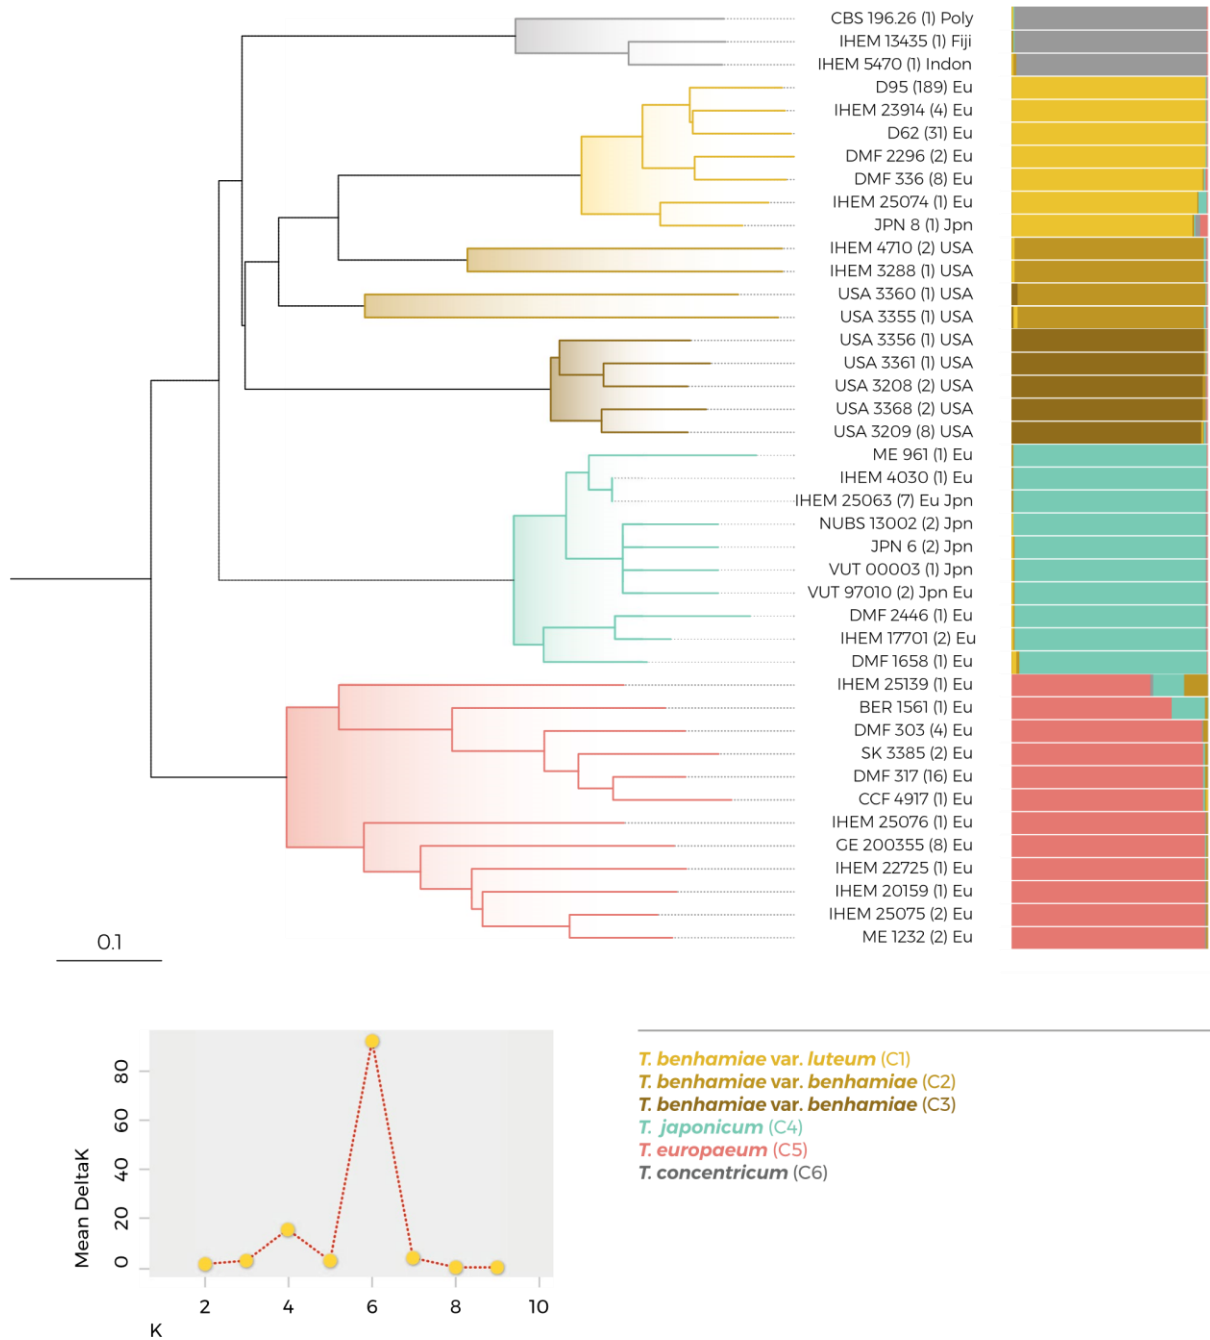 CBS 196.26 (1) Poly
IHEM 13435 (1) Fiji
IHEM 5470 (1) Indon
D95 (189) Eu
IHEM 23914 (4) Eu
D62 (31) Eu
DMF 2296 (2) Eu
DMF 336 (8) Eu
IHEM 25074 (1) Eu
JPN 8 (1) Jpn
IHEM 4710 (2) USA
IHEM 3288 (1) USA
USA 3360 (1) USA
USA 3355 (1) USA
USA 3356 (1) USA
USA 3361 (1) USA
USA 3208 (2) USA
USA 3368 (2) USA
USA 3209 (8) USA
ME 961 (1) Eu
IHEM 4030 (1) Eu
IHEM 25063 (7) Eu Jpn
NUBS 13002 (2) Jpn
JPN 6 (2) Jpn
VUT 00003 (1) Jpn
VUT 97010 (2) Jpn Eu
DMF 2446 (1) Eu
IHEM 17701 (2) Eu
DMF 1658 (1) Eu
IHEM 25139 (1) Eu
BER 1561 (1) Eu
DMF 303 (4) Eu
SK 3385 (2) Eu
DMF 317 (16) Eu
CCF 4917 (1) Eu
IHEM 25076 (1) Eu
GE 200355 (8) Eu
IHEM 22725 (1) Eu
IHEM 20159 (1) Eu
IHEM 25075 (2) Eu
ME 1232 (2) Eu
0.1
Mean DeltaK
80
60
40
20
0
2 4 6 8 10
K
T. benhamiae var. luteum (C1)
T. benhamiae var. benhamiae (C2)
T. benhamiae var. benhamiae (C3)
T. japonicum (C4)
T. europaeum (C5)
T. concentricum (C6)